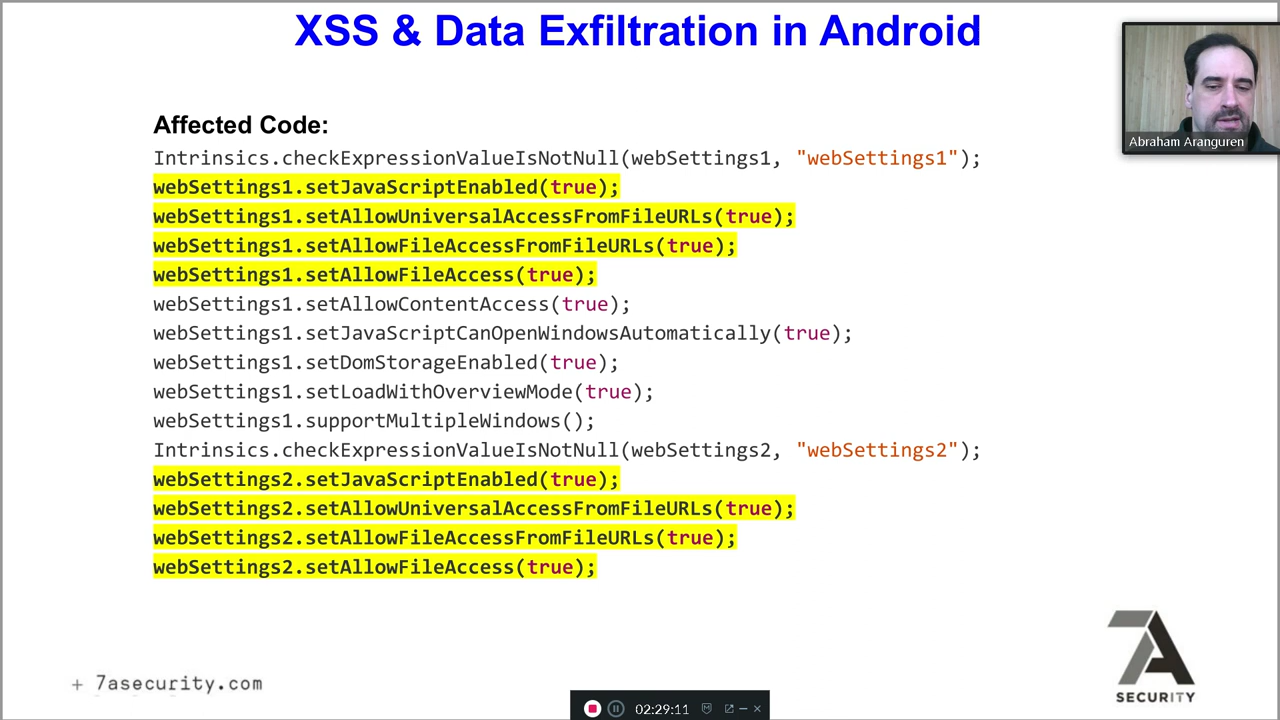 XSS & Data Exfiltration in Android
Abraham Aranguren
Affected Code:
Intrinsics.checkExpressionValueIsNotNull(webSettings1, "webSettings1");
webSettings1.setJavaScriptEnabled(true);
webSettings1.setAllowUniversalAccessFromFileURLs(true);
webSettings1.setAllowFileAccessFromFileURLs(true);
webSettings1.setAllowFileAccess(true);
webSettings1.setAllowContentAccess(true);
webSettings1.setJavaScriptCanOpenWindowsAutomatically(true);
webSettings1.setDomStorageEnabled(true);
webSettings1.setLoadWithOverviewMode(true);
webSettings1.supportMultipleWindows();
Intrinsics.checkExpressionValueIsNotNull(webSettings2, "webSettings2");
webSettings2.setJavaScriptEnabled(true);
webSettings2.setAllowUniversalAccessFromFileURLs(true);
webSettings2.setAllowFileAccessFromFileURLs(true);
webSettings2.setAllowFileAccess(true);
7A
SECURITY
+ 7asecurity.com
02:29:11